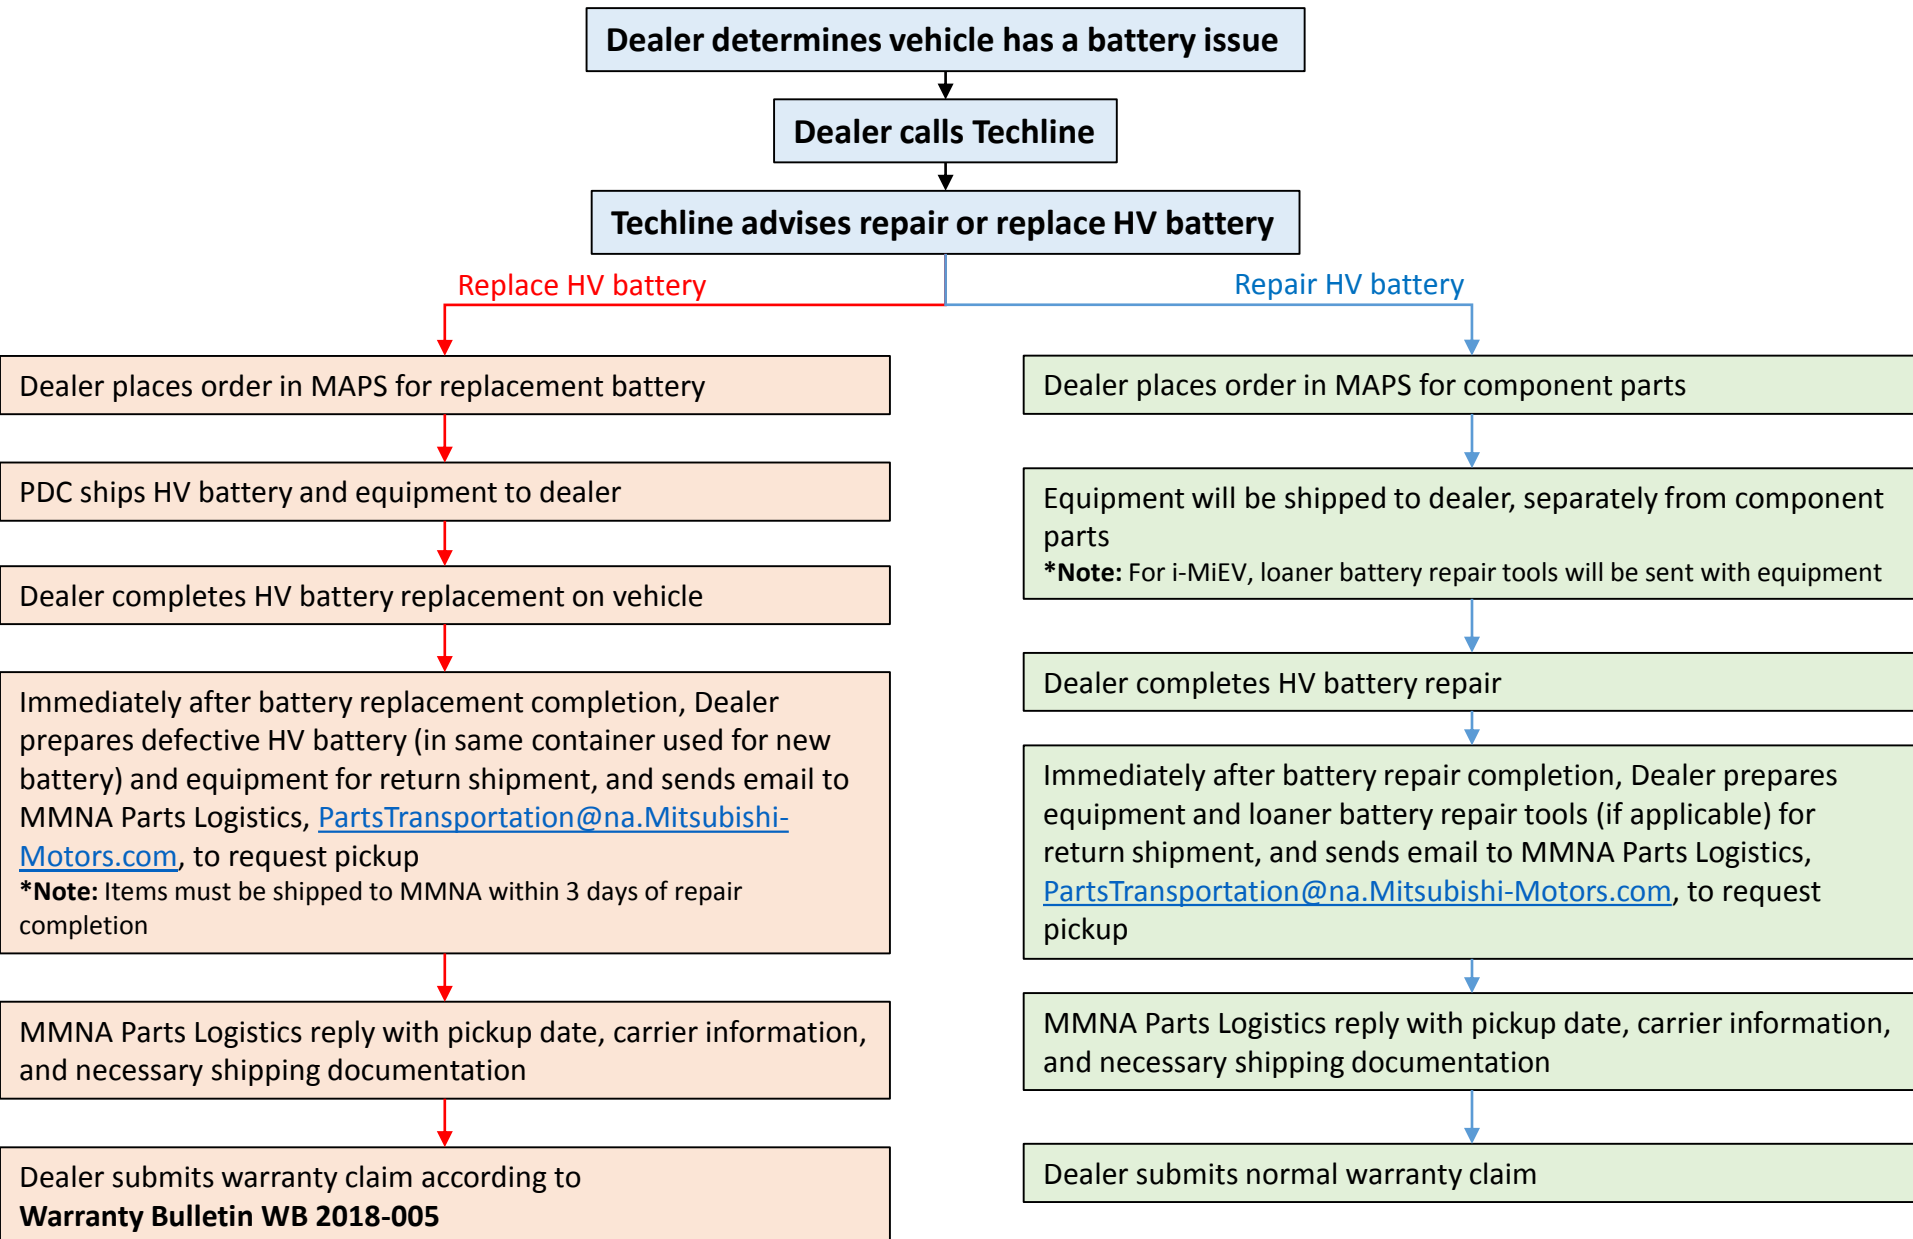 Dealer determines vehicle has a battery issue
Dealer calls Techline
Techline advises repair or replace HV battery
Replace HV battery
Repair HV battery
Dealer places order in MAPS for replacement battery
PDC ships HV battery and equipment to dealer
Dealer completes HV battery replacement on vehicle
Immediately after battery replacement completion, Dealer
prepares defective HV battery (in same container used for new
battery) and equipment for return shipment, and sends email to
MMNA Parts Logistics, PartsTransportation@na.Mitsubishi-
Motors.com, to request pickup
*Note: Items must be shipped to MMNA within 3 days of repair
completion
MMNA Parts Logistics reply with pickup date, carrier information,
and necessary shipping documentation
Dealer submits warranty claim according to
Warranty Bulletin WB 2018-005
Dealer places order in MAPS for component parts
Equipment will be shipped to dealer, separately from component
parts
*Note: For i-MiEV, loaner battery repair tools will be sent with equipment
Dealer completes HV battery repair
Immediately after battery repair completion, Dealer prepares
equipment and loaner battery repair tools (if applicable) for
return shipment, and sends email to MMNA Parts Logistics,
PartsTransportation@na.Mitsubishi-Motors.com, to request
pickup
MMNA Parts Logistics reply with pickup date, carrier information,
and necessary shipping documentation
Dealer submits normal warranty claim